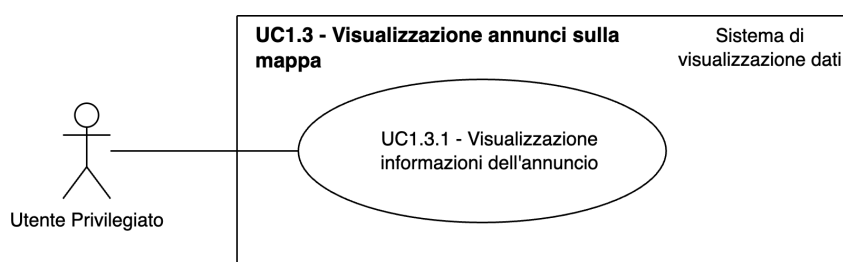 UC1.3 - Visualizzazione annunci sulla
mappa
Sistema di
visualizzazione dati
UC1.3.1 - Visualizzazione
informazioni dell'annuncio
Utente Privilegiato